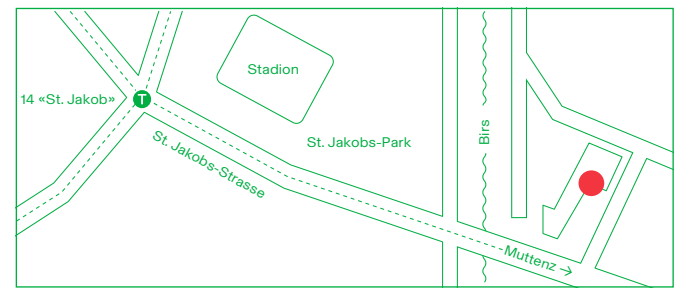 Stadion
14 «St. Jakob»
T
St. Jakobs-Strasse
St. Jakobs-Park
Birs
Muttenz →